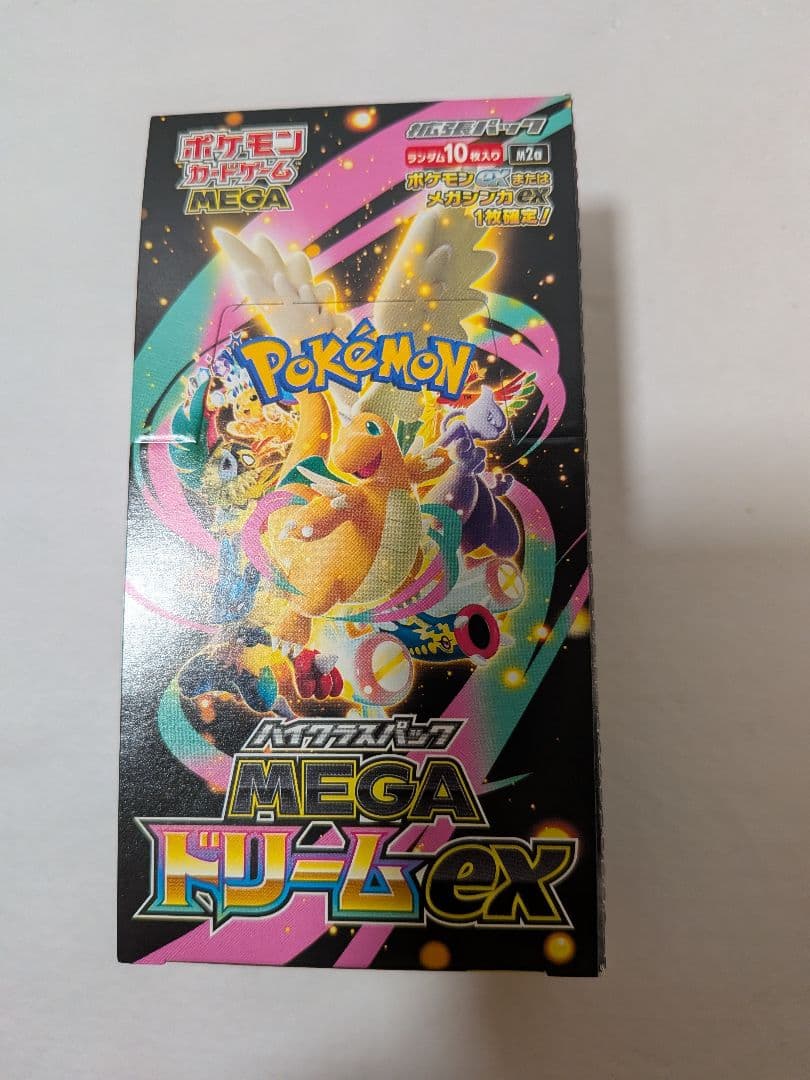 ポケモン
カードゲーム
MEGA
拡張パック
ランダム10枚入り M2a
ポケモンexまたは
メガシンカex
1枚確定!
POKéMON
TM
ハイクラスパック
MEGA
ドリームex